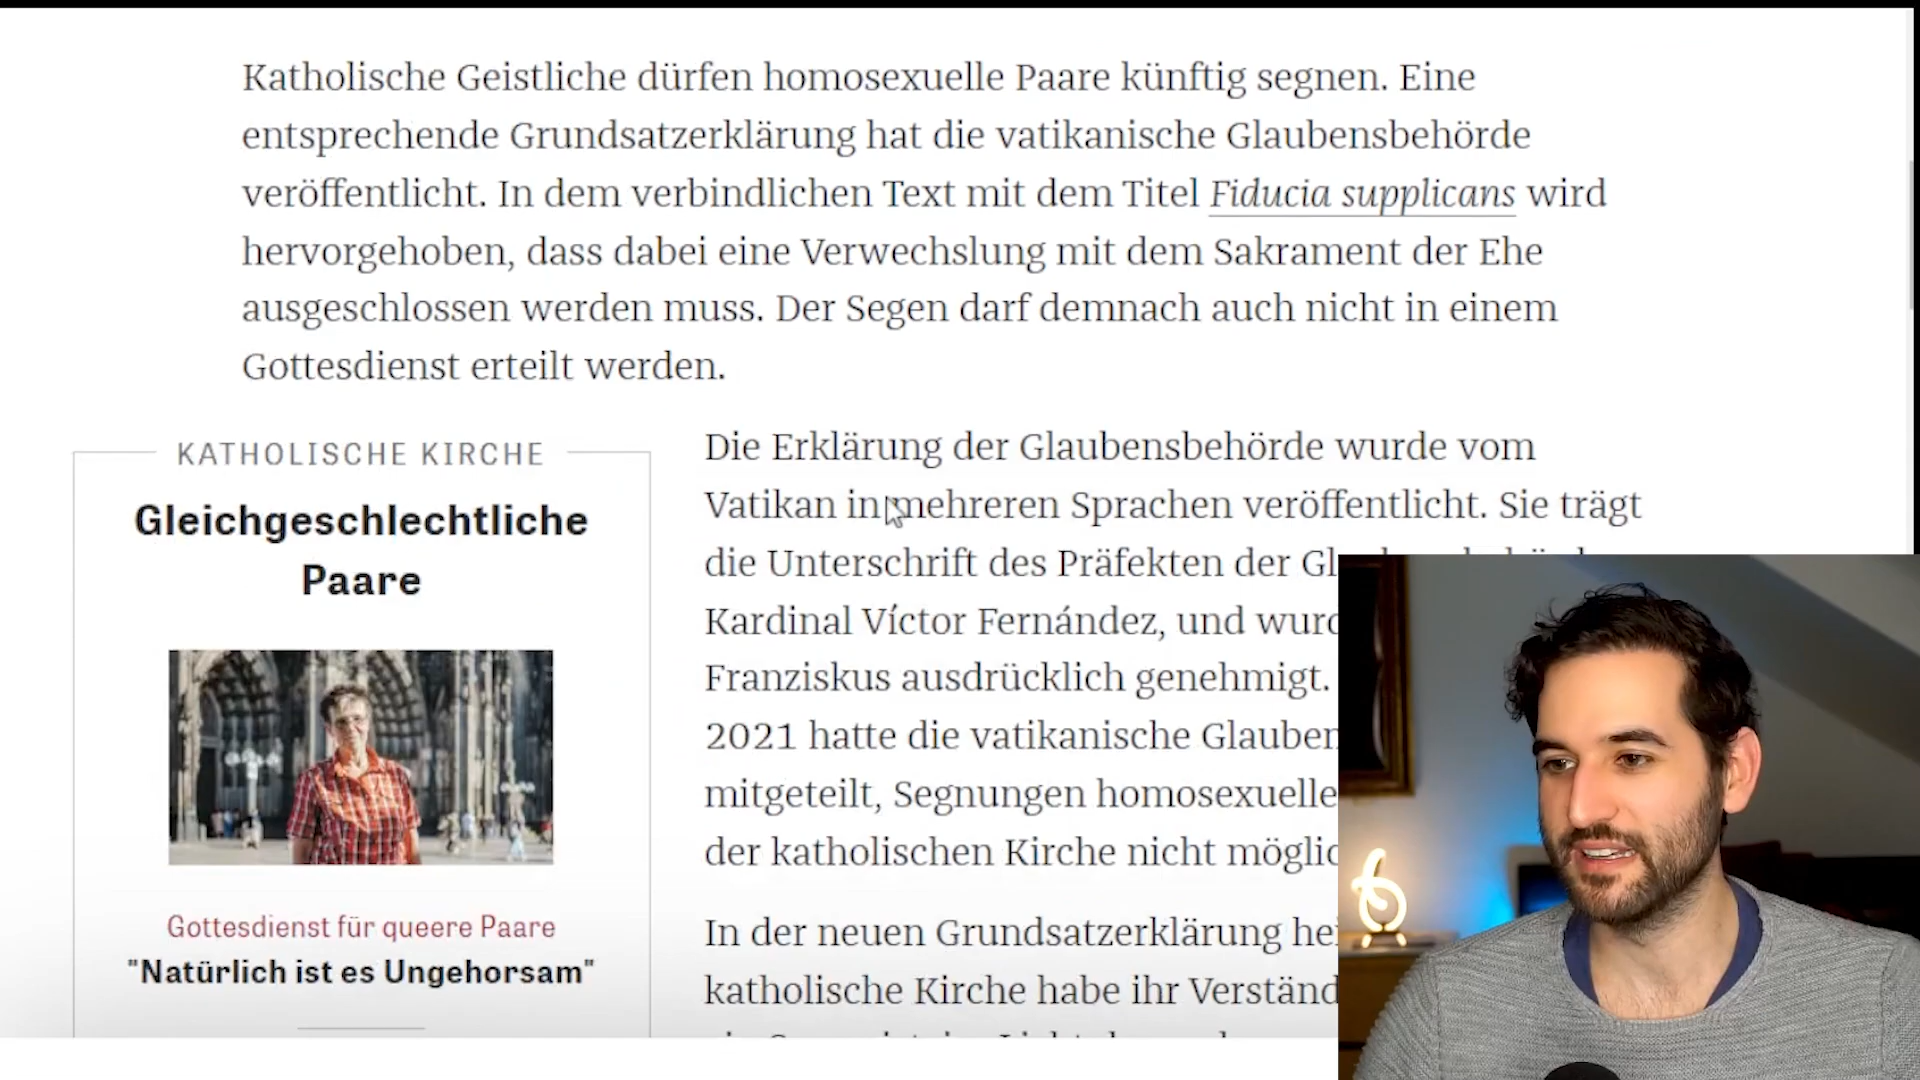 Katholische Geistliche dürfen homosexuelle Paare künftig segnen. Eine
entsprechende Grundsatzerklärung hat die vatikanische Glaubensbehörde
veröffentlicht. In dem verbindlichen Text mit dem Titel Fiducia supplicans wird
hervorgehoben, dass dabei eine Verwechslung mit dem Sakrament der Ehe
ausgeschlossen werden muss. Der Segen darf demnach auch nicht in einem
Gottesdienst erteilt werden.
KATHOLISCHE KIRCHE
Gleichgeschlechtliche
Paare
Gottesdienst für queere Paare
"Natürlich ist es Ungehorsam"
Die Erklärung der Glaubensbehörde wurde vom
Vatikan in mehreren Sprachen veröffentlicht. Sie trägt
die Unterschrift des Präfekten der
Kardinal Víctor Fernández, und
Franziskus ausdrücklich genehmigt.
2021 hatte die vatikanische
mitgeteilt, Segnungen
der katholischen Kirche nicht
In der neuen Grundsatzerklärung
katholische Kirche habe ihr